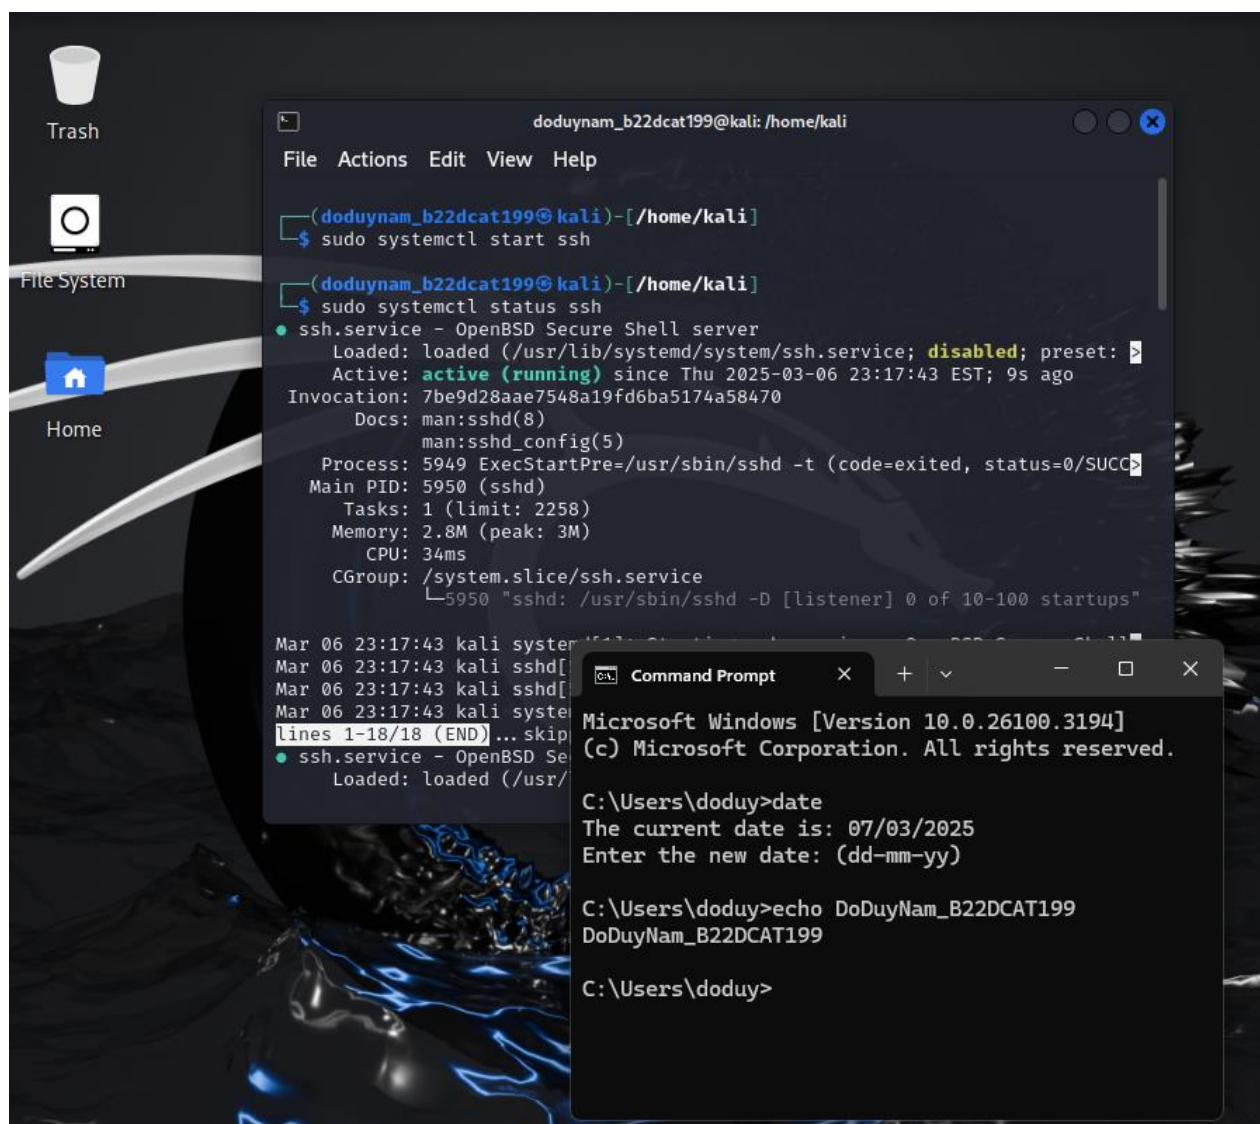 Trash
File System
Home
doduynam_b22dcat199@kali: /home/kali
File Actions Edit View Help
┌──(doduynam_b22dcat199㉿kali)-[/home/kali]
└─$ sudo systemctl start ssh
┌──(doduynam_b22dcat199㉿kali)-[/home/kali]
└─$ sudo systemctl status ssh
● ssh.service - OpenBSD Secure Shell server
Loaded: loaded (/usr/lib/systemd/system/ssh.service; disabled; preset: >
Active: active (running) since Thu 2025-03-06 23:17:43 EST; 9s ago
Invocation: 7be9d28aae7548a19fd6ba5174a58470
Docs: man:sshd(8)
man:sshd_config(5)
Process: 5949 ExecStartPre=/usr/sbin/sshd -t (code=exited, status=0/SUCC>
Main PID: 5950 (sshd)
Tasks: 1 (limit: 2258)
Memory: 2.8M (peak: 3M)
CPU: 34ms
CGroup: /system.slice/ssh.service
└─5950 "sshd: /usr/sbin/sshd -D [listener] 0 of 10-100 startups"
Mar 06 23:17:43 kali
Mar 06 23:17:43 kali sshd[
Mar 06 23:17:43 kali sshd[
Mar 06 23:17:43 kali
lines 1-18/18 (END)...skip
● ssh.service - OpenBSD Se
Loaded: loaded (/usr/
Command Prompt
Microsoft Windows [Version 10.0.26100.3194]
(c) Microsoft Corporation. All rights reserved.
C:\Users\doduy>date
The current date is: 07/03/2025
Enter the new date: (dd-mm-yy)
C:\Users\doduy>echo DoDuyNam_B22DCAT199
DoDuyNam_B22DCAT199
C:\Users\doduy>